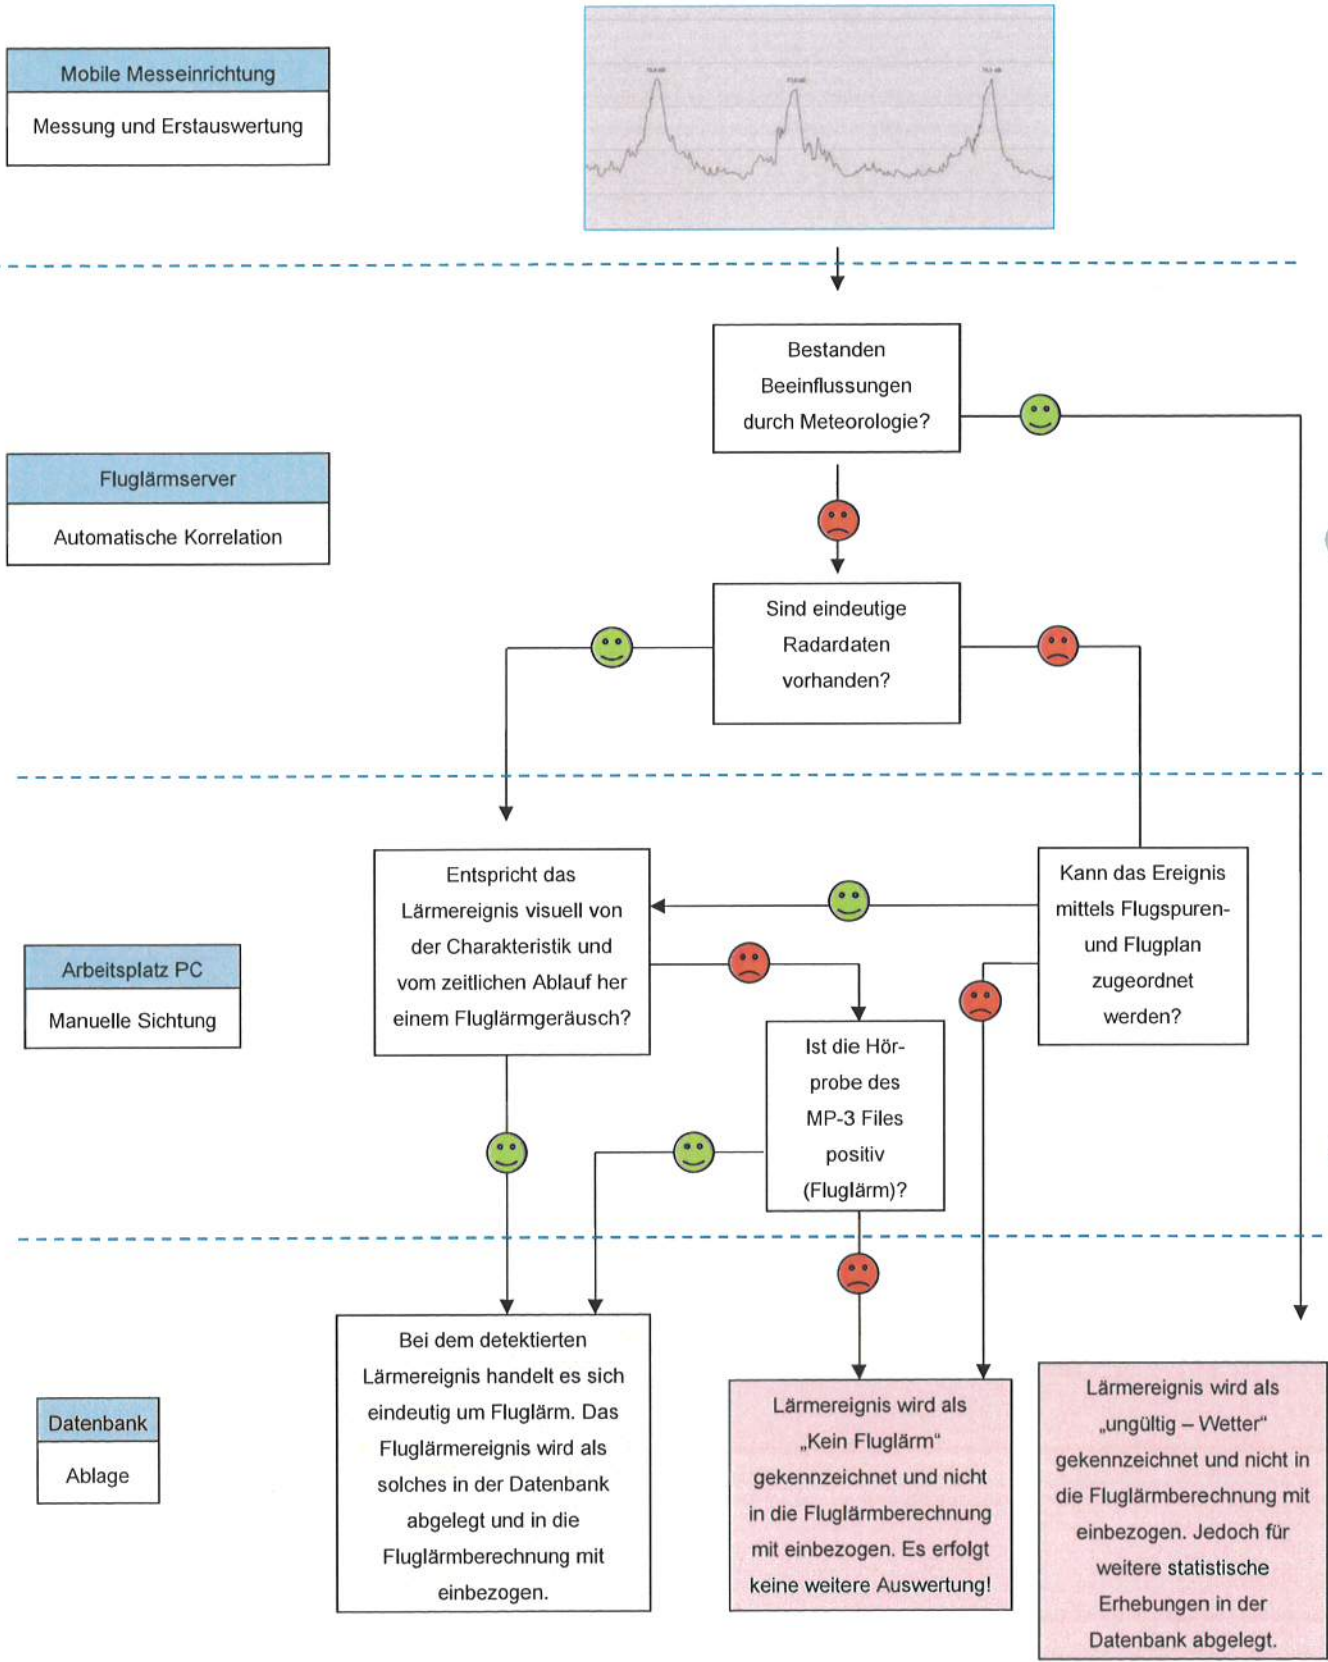 Mobile Messeinrichtung
Messung und Erstauswertung
Bestanden
Beeinflussungen
durch Meteorologie?
Fluglärmserver
Automatische Korrelation
Sind eindeutige
Radardaten
vorhanden?
Entspricht das
Lärmereignis visuell von
der Charakteristik und
vom zeitlichen Ablauf her
einem Fluglärmgeräusch?
Kann das Ereignis
mittels Flugspuren-
und Flugplan
zugeordnet
werden?
Arbeitsplatz PC
Manuelle Sichtung
Ist die Hör-
probe des
MP-3 Files
positiv
(Fluglärm)?
Datenbank
Ablage
Bei dem detektierten
Lärmereignis handelt es sich
eindeutig um Fluglärm. Das
Fluglärmereignis wird als
solches in der Datenbank
abgelegt und in die
Fluglärmberechnung mit
einbezogen.
Lärmereignis wird als
„Kein Fluglärm“
gekennzeichnet und nicht
in die Fluglärmberechnung
mit einbezogen. Es erfolgt
keine weitere Auswertung!
Lärmereignis wird als
„ungültig – Wetter“
gekennzeichnet und nicht in
die Fluglärmberechnung mit
einbezogen. Jedoch für
weitere statistische
Erhebungen in der
Datenbank abgelegt.